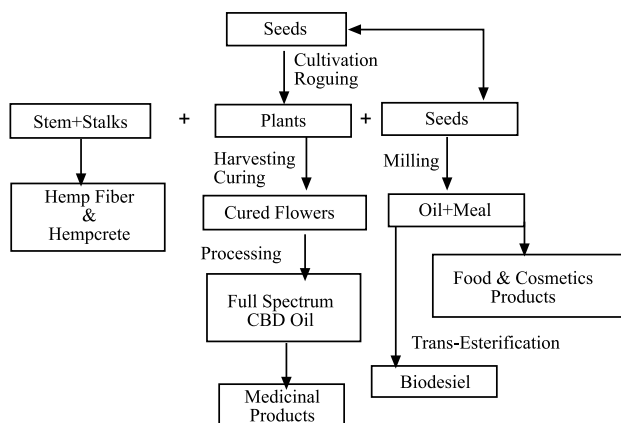 Seeds
Cultivation
Roguing
Stem+Stalks
+
Plants
+
Seeds
Harvesting
Curing
Milling
Hemp Fiber
&
Hempcrete
Cured Flowers
Oil+Meal
Processing
Full Spectrum
CBD Oil
Food & Cosmetics
Products
Trans-Esterification
Biodesiel
Medicinal
Products